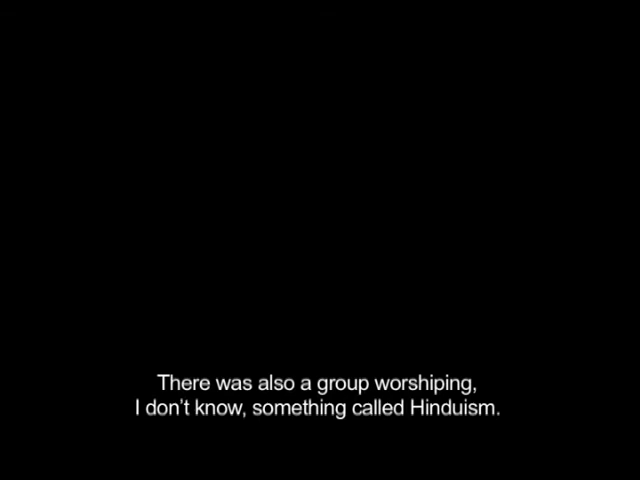 There was also a group worshiping,
I don't know, something called Hinduism.